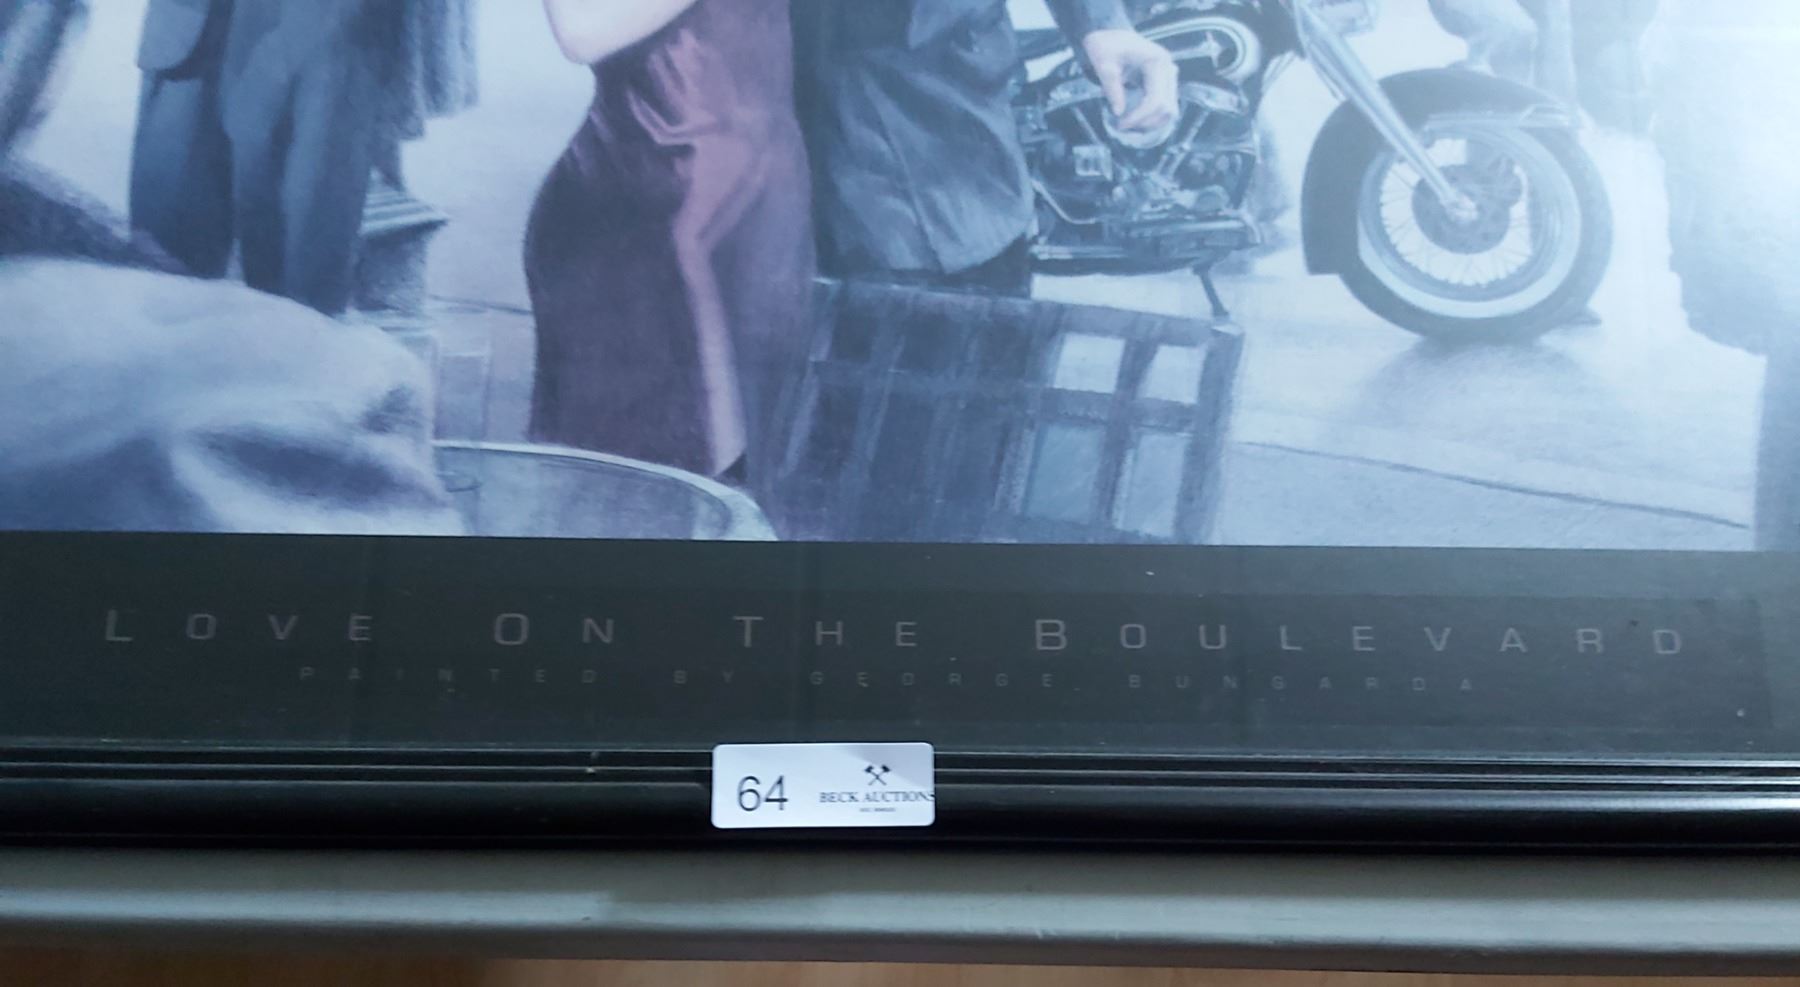 Love On The Boulevard
PAINTED BY GEORGE BUNGARDA
64
BECK AUCTIONS